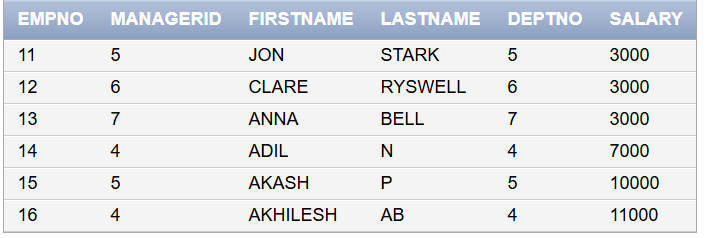 EMPNO MANAGERID FIRSTNAME LASTNAME DEPTNO SALARY
11 5 JON STARK 5 3000
12 6 CLARE RYSWELL 6 3000
13 7 ANNA BELL 7 3000
14 4 ADIL N 4 7000
15 5 AKASH P 5 10000
16 4 AKHILESH AB 4 11000